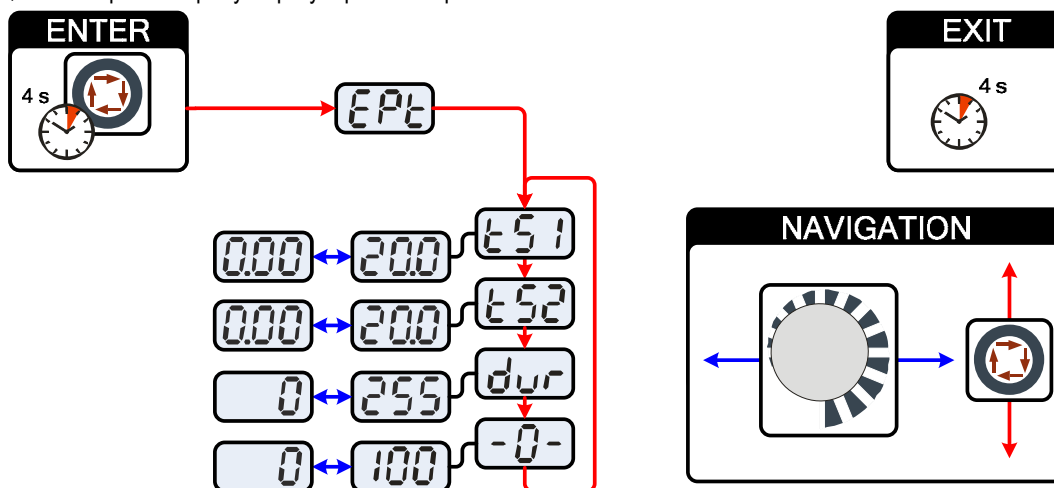 ENTER
EXIT
4 s
4 s
EPt
tS1
0.00
20.0
NAVIGATION
tS2
0.00
20.0
dur
0
255
-0-
0
100